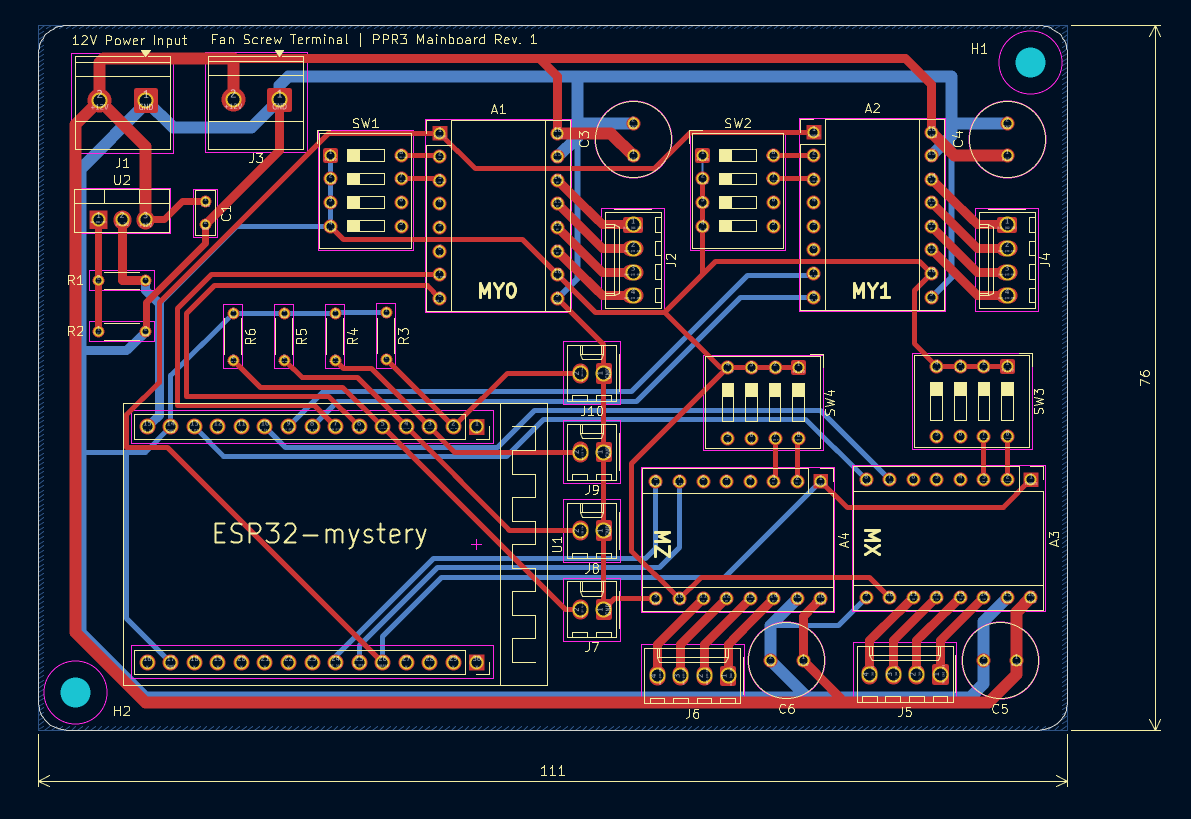 12V Power Input
Fan Screw Terminal | PPR3 Mainboard Rev. 1
H1
J1
J3
SW1
A1
C3
SW2
A2
C4
U2
C1
J2
J4
MY0
MY1
R1
R2
R6
R5
R4
R3
J10
SW4
SW3
76
J9
ESP32-mystery
U1
J8
MZ
A4
MX
A3
J7
H2
J6
C6
J5
C5
111